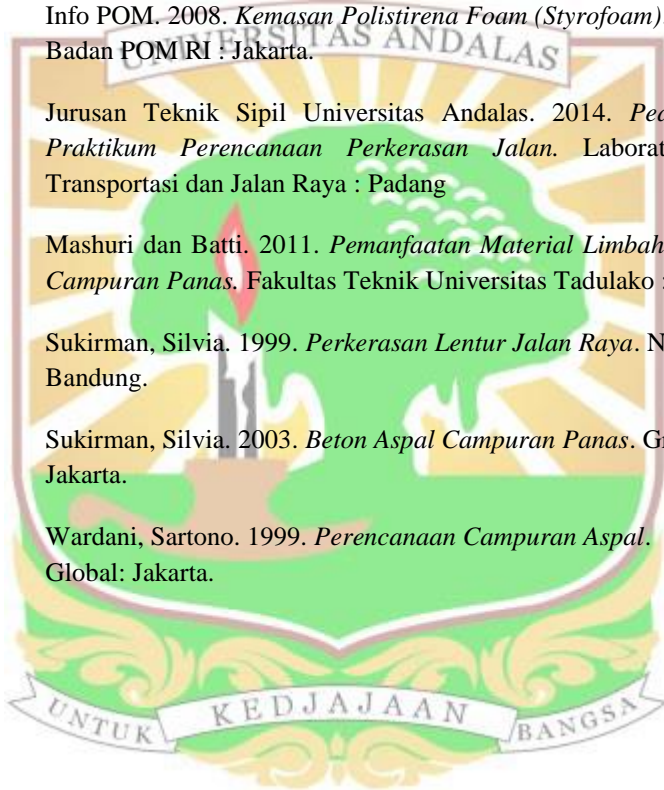 Info POM. 2008. Kemasan Polistirena Foam (Styrofoam)
Badan POM RI : Jakarta.
UNIVERSITAS ANDALAS
Jurusan Teknik Sipil Universitas Andalas. 2014.
Praktikum Perencanaan Perkerasan Jalan.
Transportasi dan Jalan Raya : Padang
Mashuri dan Batti. 2011. Pemanfaatan Material Limbah
Campuran Panas. Fakultas Teknik Universitas Tadulako :
Sukirman, Silvia. 1999. Perkerasan Lentur Jalan Raya.
Bandung.
Sukirman, Silvia. 2003. Beton Aspal Campuran Panas.
Jakarta.
Wardani, Sartono. 1999. Perencanaan Campuran Aspal.
Global: Jakarta.
UNTUK KEDJAJAAN BANGSA